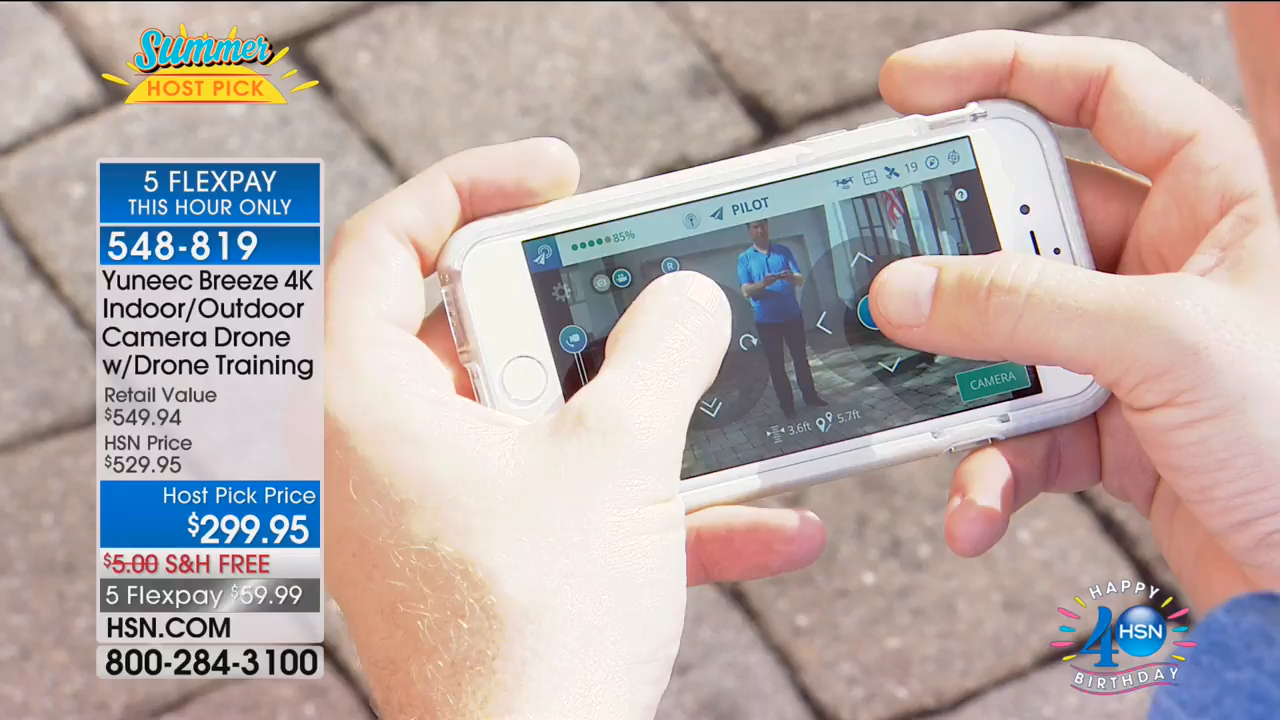 Summer
HOST PICK
5 FLEXPAY
THIS HOUR ONLY
548-819
Yuneec Breeze 4K
Indoor/Outdoor
Camera Drone
w/Drone Training
Retail Value
$549.94
HSN Price
$529.95
Host Pick Price
$299.95
$5.00 S&H FREE
5 Flexpay $59.99
HSN.COM
800-284-3100
85%
PILOT
19
?
R
CAMERA
3.6ft
5.7ft
HAPPY
40
HSN
BIRTHDAY